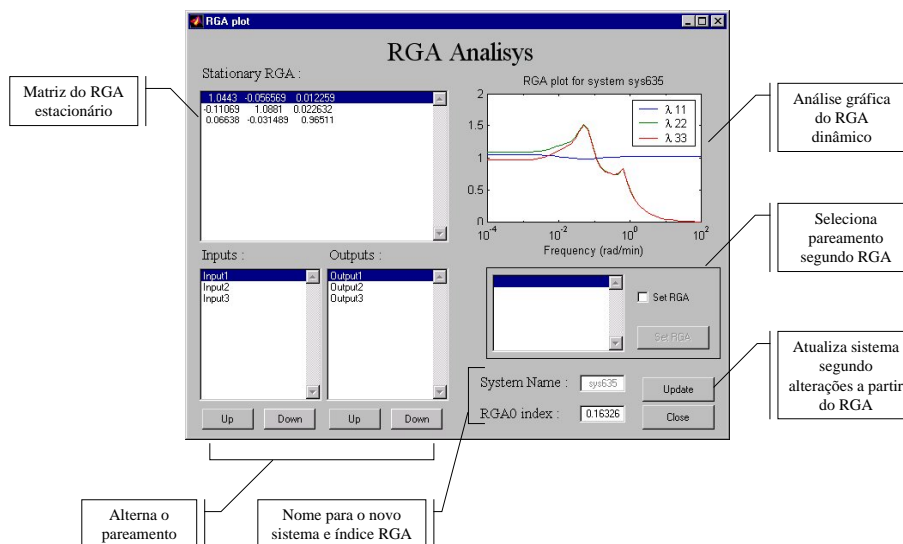 RGA plot
RGA Analisys
Stationary RGA :
1.0443 -0.056569 0.012259
-0.11069 1.0881 0.022632
0.06638 -0.031489 0.96511
RGA plot for system sys635
2
1.5
1
0.5
0
λ 11
λ 22
λ 33
10^-4 10^-2 10^0 10^2
Frequency (rad/min)
Inputs :
Input1
Input2
Input3
Outputs :
Output1
Output2
Output3
Set RGA
Set RGA
System Name : sys635
Update
RGA0 index : 0.16326
Close
Up Down Up Down
Matriz do RGA
estacionário
Análise gráfica
do RGA
dinâmico
Seleciona
pareamento
segundo RGA
Atualiza sistema
segundo
alterações a partir
do RGA
Alterna o
pareamento
Nome para o novo
sistema e índice RGA